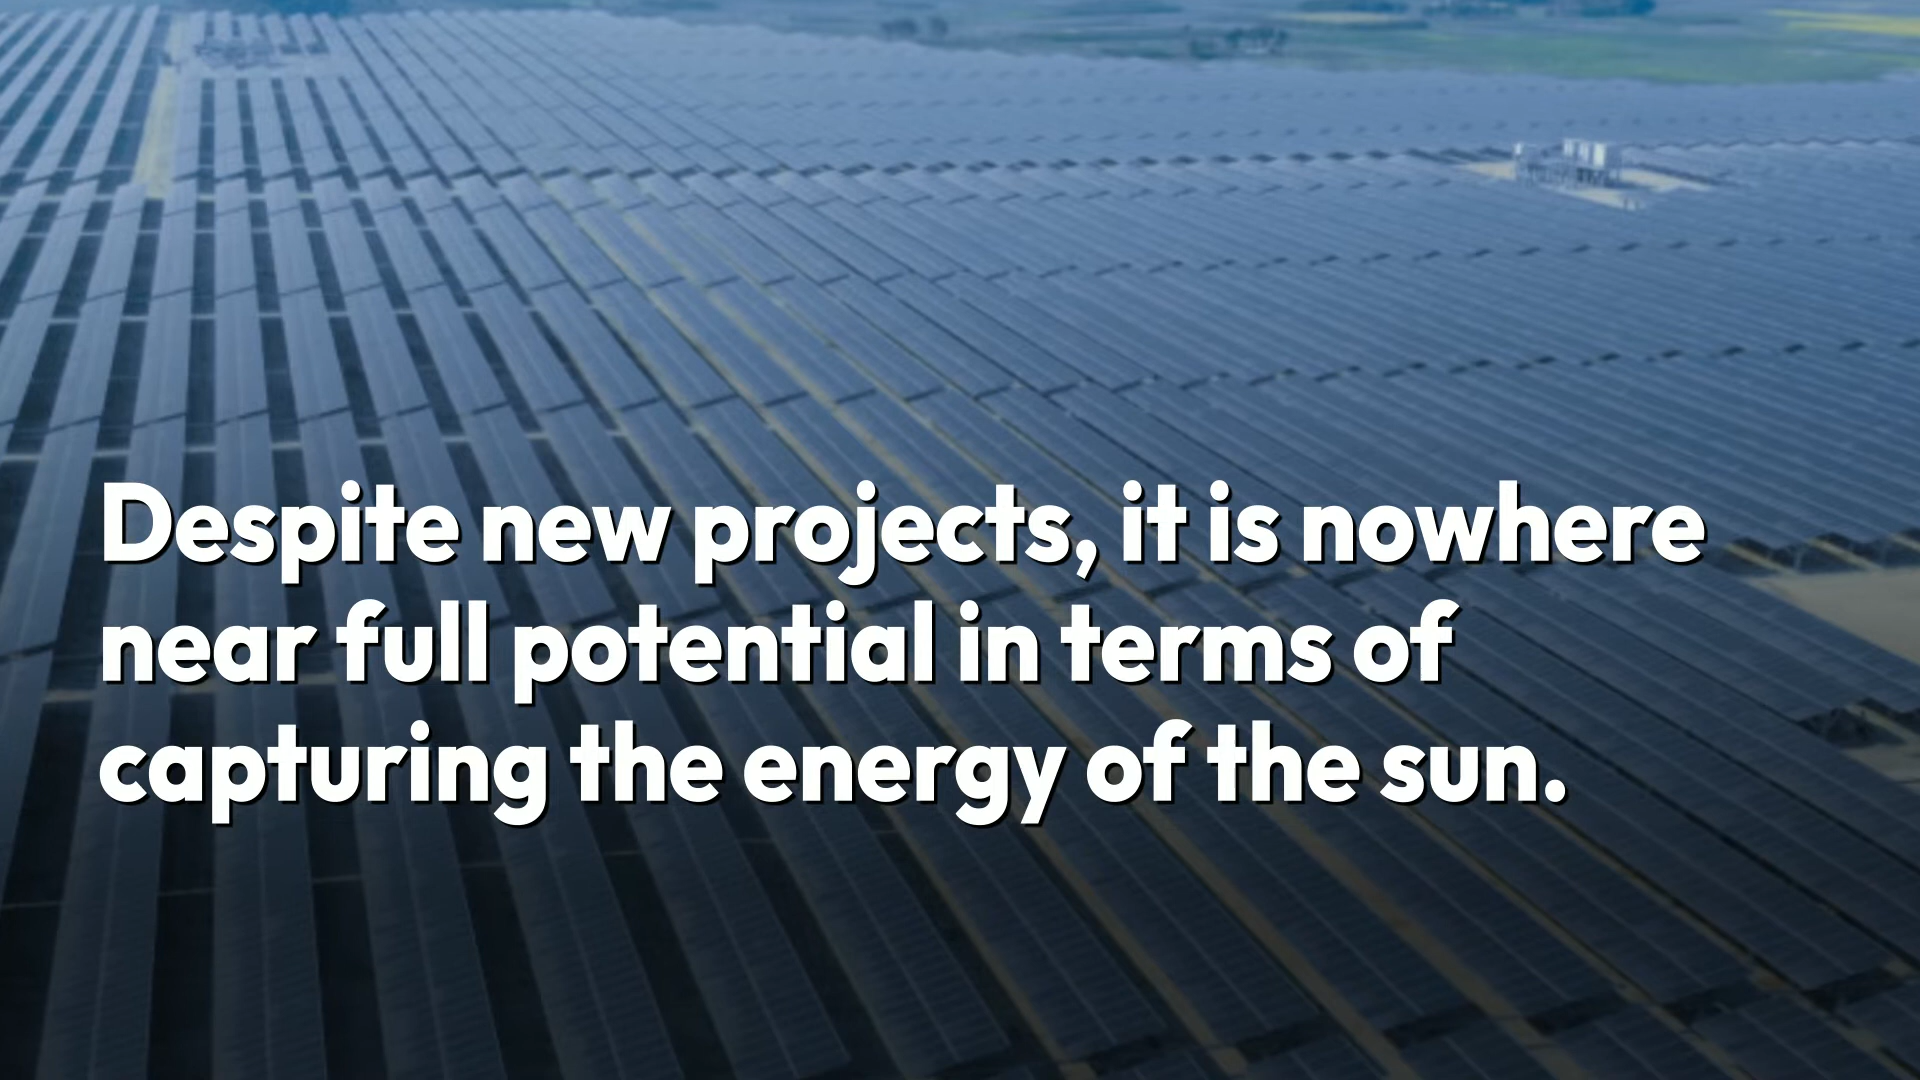 Despite new projects, it is nowhere
near full potential in terms of
capturing the energy of the sun.